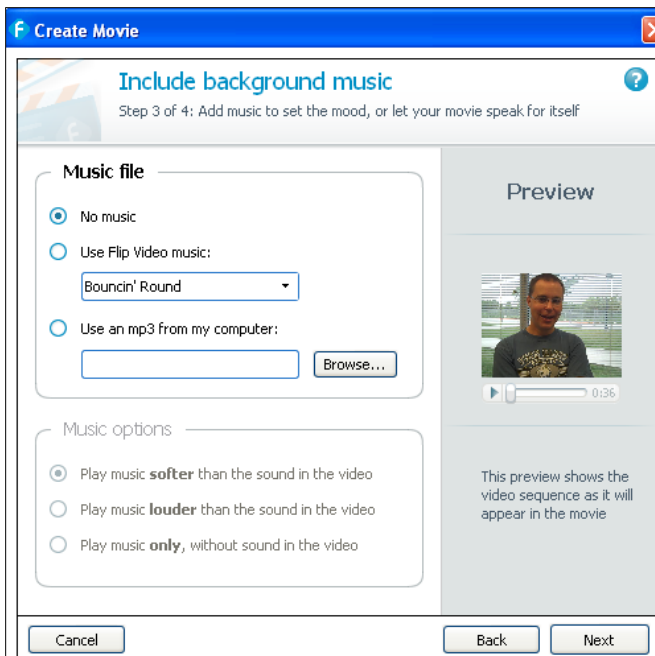 Create Movie
Include background music
Step 3 of 4: Add music to set the mood, or let your movie speak for itself
Music file
No music
Use Flip Video music:
Bouncin' Round
Use an mp3 from my computer:
Browse...
Music options
Play music softer than the sound in the video
Play music louder than the sound in the video
Play music only, without sound in the video
Preview
0:36
This preview shows the
video sequence as it will
appear in the movie
Cancel
Back
Next